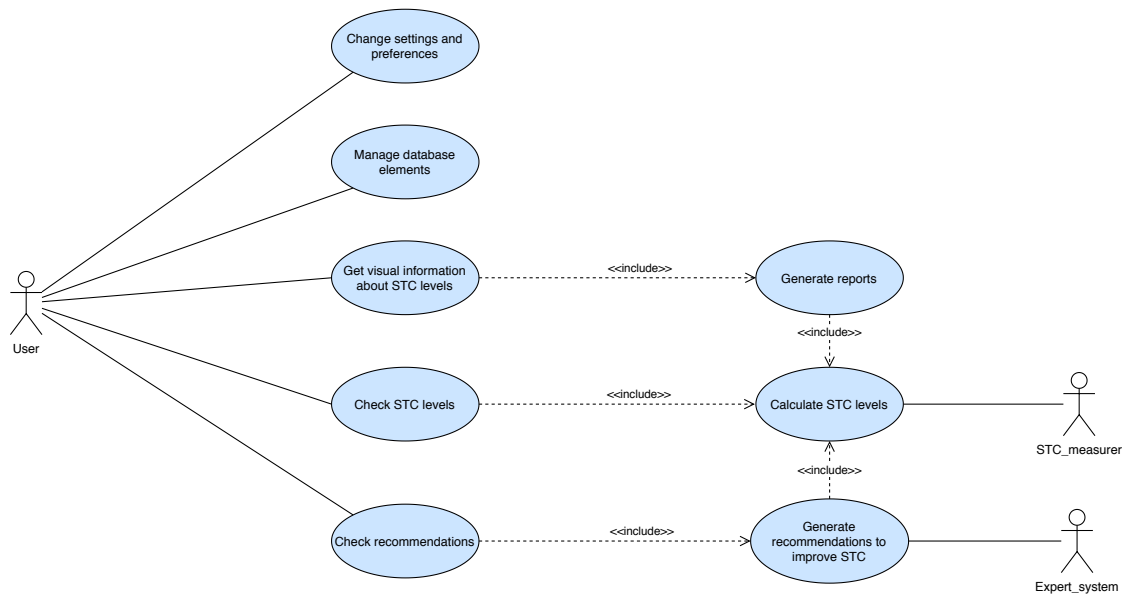 Change settings and
preferences
Manage database
elements
Get visual information
about STC levels
<<include>>
Generate reports
<<include>>
User
Check STC levels
<<include>>
Calculate STC levels
STC_measurer
<<include>>
Check recommendations
<<include>>
Generate
recommendations to
improve STC
Expert_system